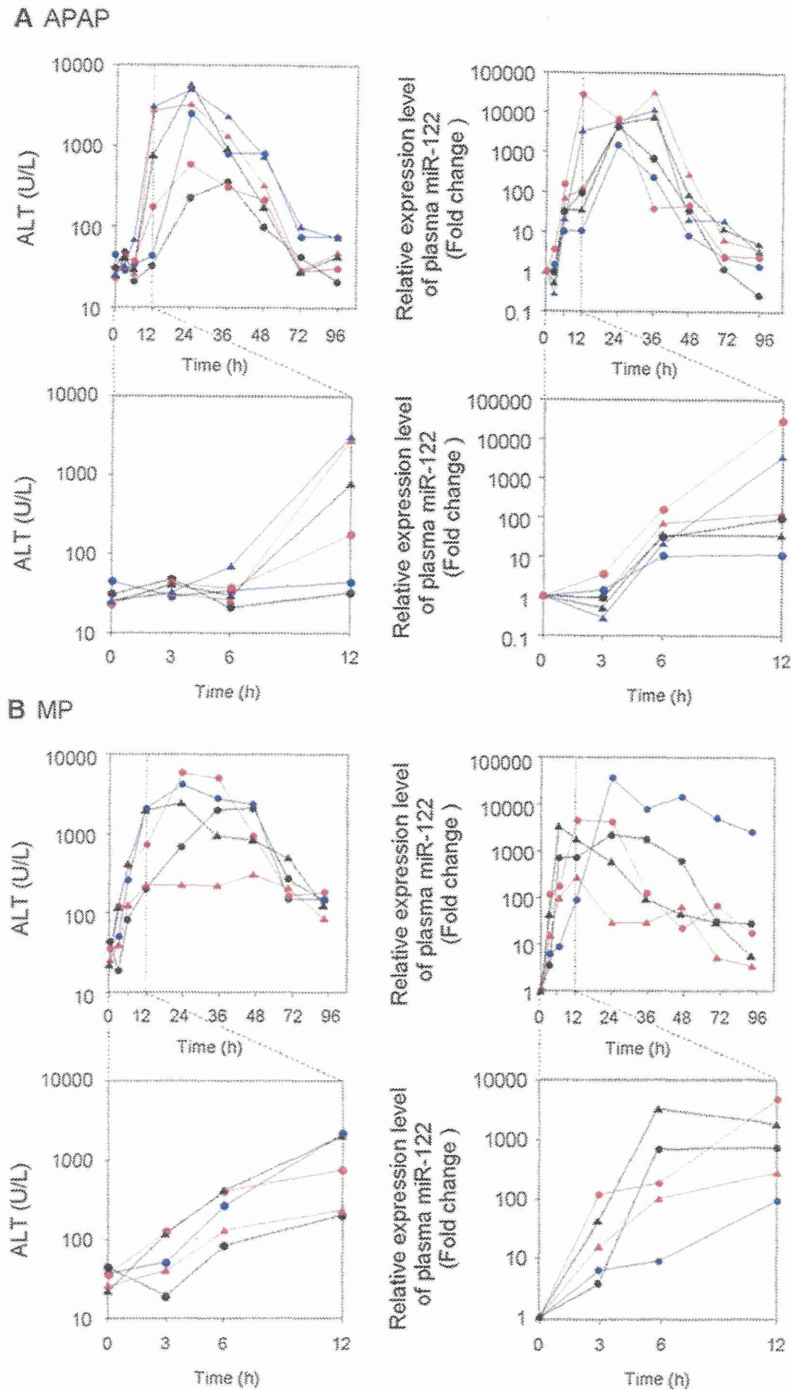 A APAP
ALT (U/L)
10000
1000
100
10
0 12 24 36 48 72 96
Time (h)
Relative expression level
of plasma miR-122
(Fold change )
100000
10000
1000
100
10
1
0.1
0 12 24 36 48 72 96
Time (h)
ALT (U/L)
10000
1000
100
10
0 3 6 12
Time (h)
Relative expression level
of plasma miR-122
(Fold change )
100000
10000
1000
100
10
1
0.1
0 3 6 12
Time (h)
B MP
ALT (U/L)
10000
1000
100
10
0 12 24 36 48 72 96
Time (h)
Relative expression level
of plasma miR-122
(Fold change )
100000
10000
1000
100
10
1
0 12 24 36 48 72 96
Time (h)
ALT (U/L)
10000
1000
100
10
0 3 6 12
Time (h)
Relative expression level
of plasma miR-122
(Fold change )
10000
1000
100
10
1
0 3 6 12
Time (h)